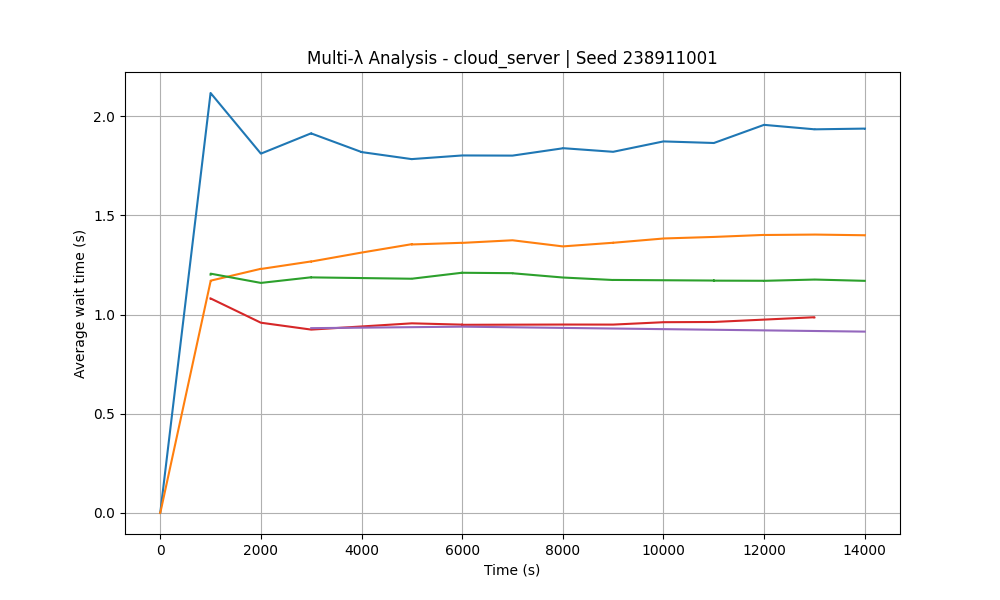 Multi-λ Analysis - cloud_server | Seed 238911001
Average wait time (s)
2.0
1.5
1.0
0.5
0.0
0 2000 4000 6000 8000 10000 12000 14000
Time (s)